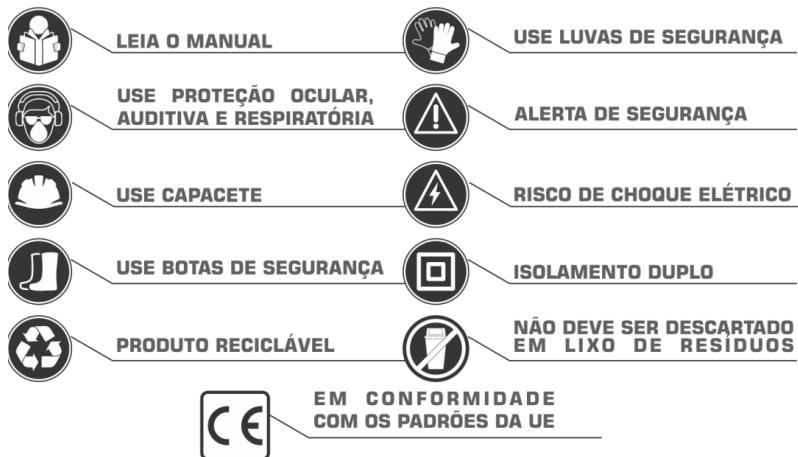 LEIA O MANUAL
USE LUVAS DE SEGURANÇA
USE PROTEÇÃO OCULAR,
AUDITIVA E RESPIRATÓRIA
ALERTA DE SEGURANÇA
USE CAPACETE
RISCO DE CHOQUE ELÉTRICO
USE BOTAS DE SEGURANÇA
ISOLAMENTO DUPLO
PRODUTO RECICLÁVEL
NÃO DEVE SER DESCARTADO
EM LIXO DE RESÍDUOS
CE
EM CONFORMIDADE
COM OS PADRÕES DA UE